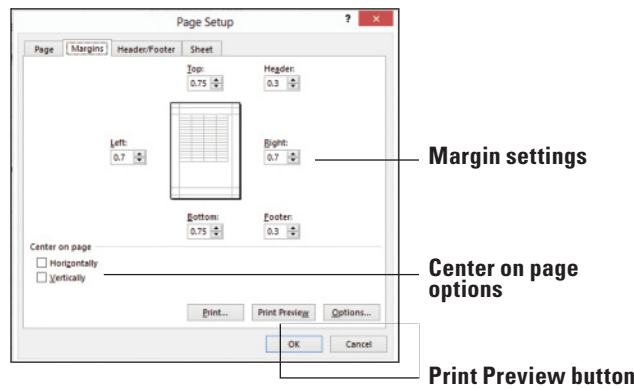 Page Setup
?
Page Margins Header/Footer Sheet
Top: Header:
0.75 0.3
Left: Right:
0.7 0.7
Margin settings
Bottom: Footer:
0.75 0.3
Center on page
Horizontally
Vertically
Center on page
options
Print... Print Preview Options...
OK Cancel
Print Preview button